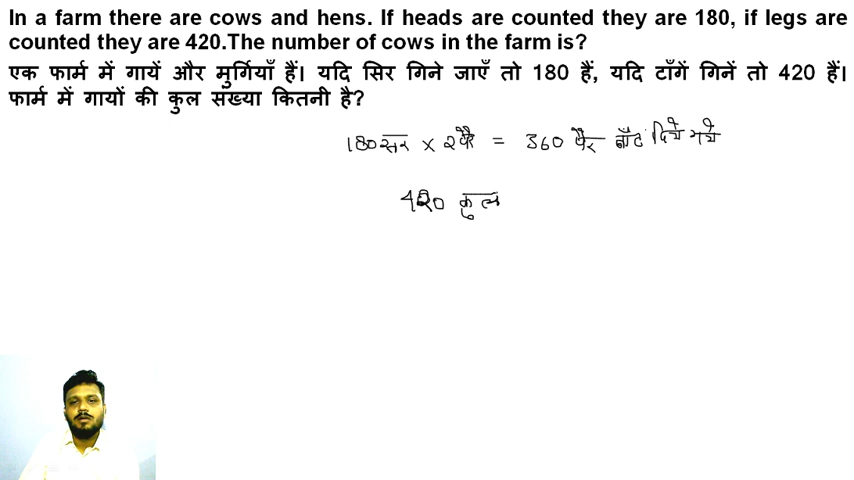 In a farm there are cows and hens. If heads are counted they are 180, if legs are
counted they are 420.The number of cows in the farm is?
एक फार्म में गायें और मुर्गियाँ हैं। यदि सिर गिने जाएँ तो 180 हैं, यदि टाँगें गिनें तो 420 हैं।
फार्म में गायों की कुल संख्या कितनी है?
180 सर × 2 पैर = 360 पैर बाँट दिये गये
420 कुल